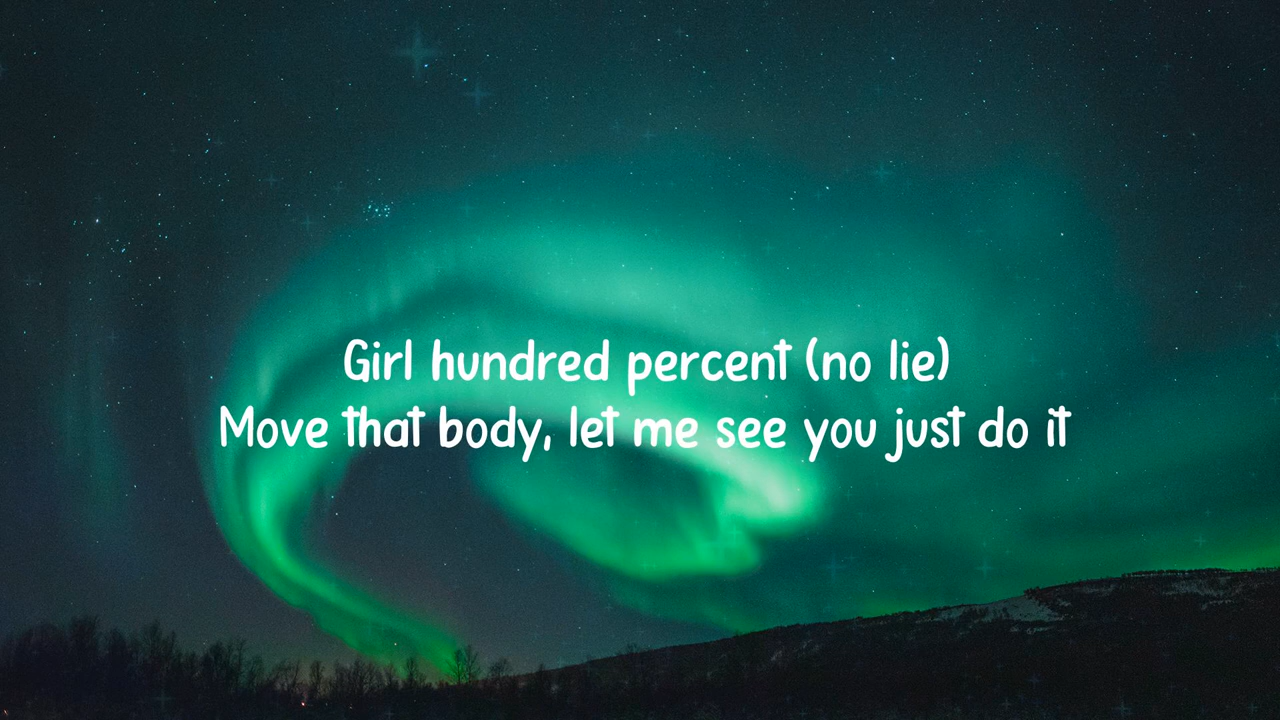 Girl hundred percent (no lie)
Move that body, let me see you just do it